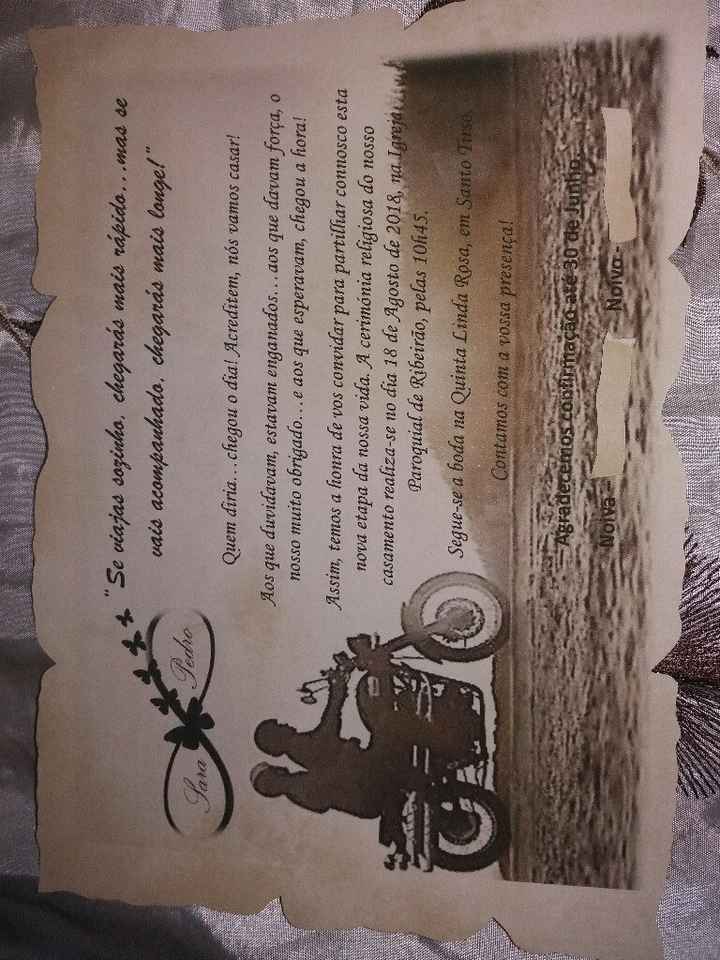 "Se viajas sozinho, chegarás mais rápido...mas se
vais acompanhado, chegarás mais longe!"
Sara
Pedro
Quem diria...chegou o dia! Acreditem, nós vamos casar!
Aos que duvidavam, estavam enganados...aos que davam força, o
nosso muito obrigado...e aos que esperavam, chegou a hora!
Assim, temos a honra de vos convidar para partilhar connosco esta
nova etapa da nossa vida. A cerimónia religiosa do nosso
casamento realiza-se no dia 18 de Agosto de 2018, na Igreja
Paroquial de Ribeirão, pelas 10h45.
Segue-se a boda na Quinta Linda Rosa, em Santo Tirso.
Contamos com a vossa presença!
Agradecemos confirmação até 30 de Junho.
Noiva - Noivo -